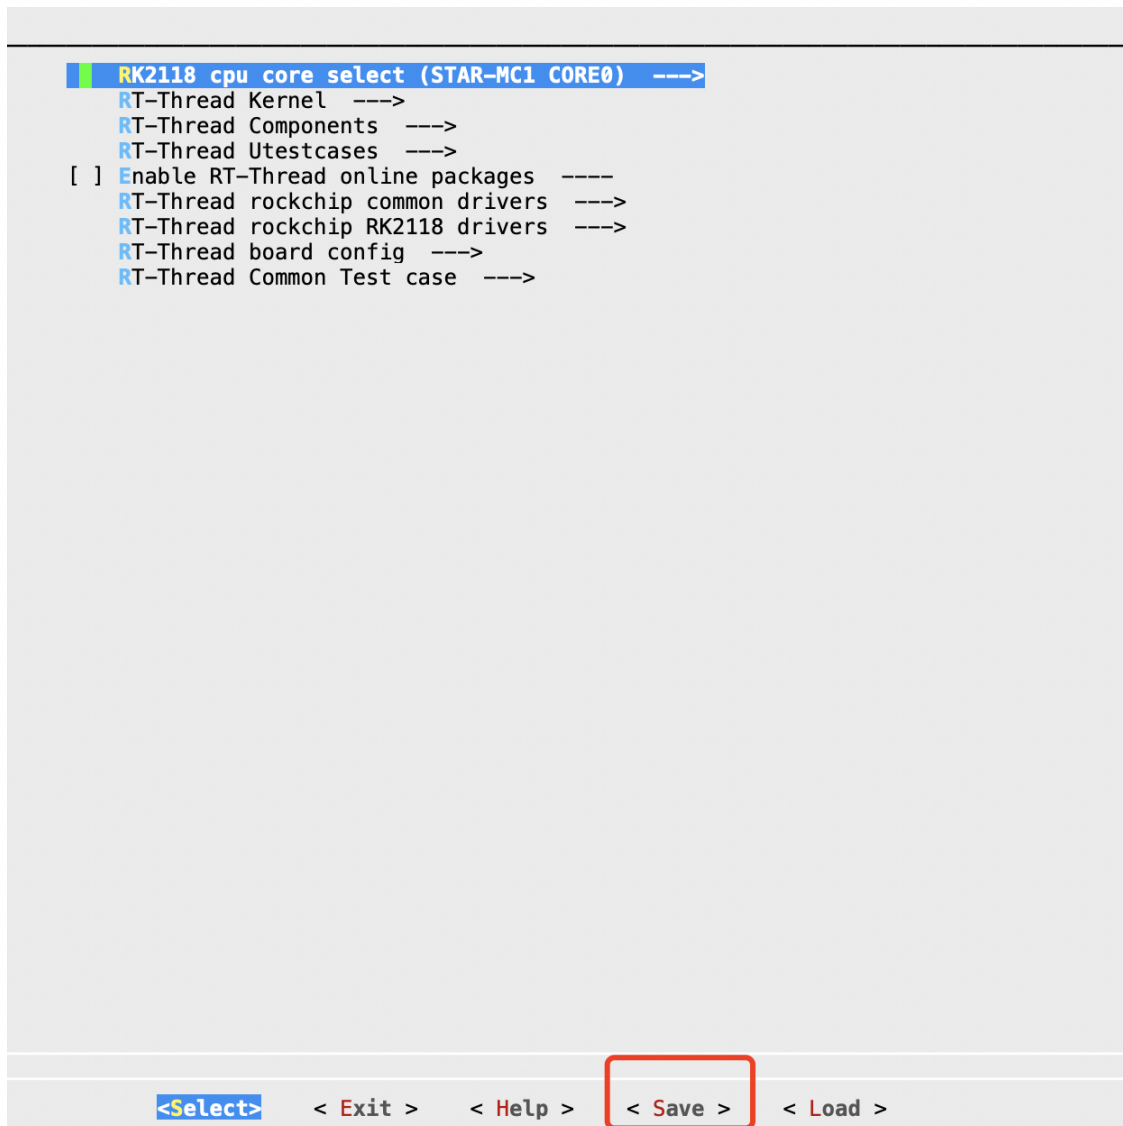 RK2118 cpu core select (STAR-MC1 CORE0)  --->
RT-Thread Kernel  --->
RT-Thread Components  --->
RT-Thread Utestcases  --->
[ ] Enable RT-Thread online packages  ----
RT-Thread rockchip common drivers  --->
RT-Thread rockchip RK2118 drivers  --->
RT-Thread board config  --->
RT-Thread Common Test case  --->
<Select>    < Exit >    < Help >    < Save >    < Load >